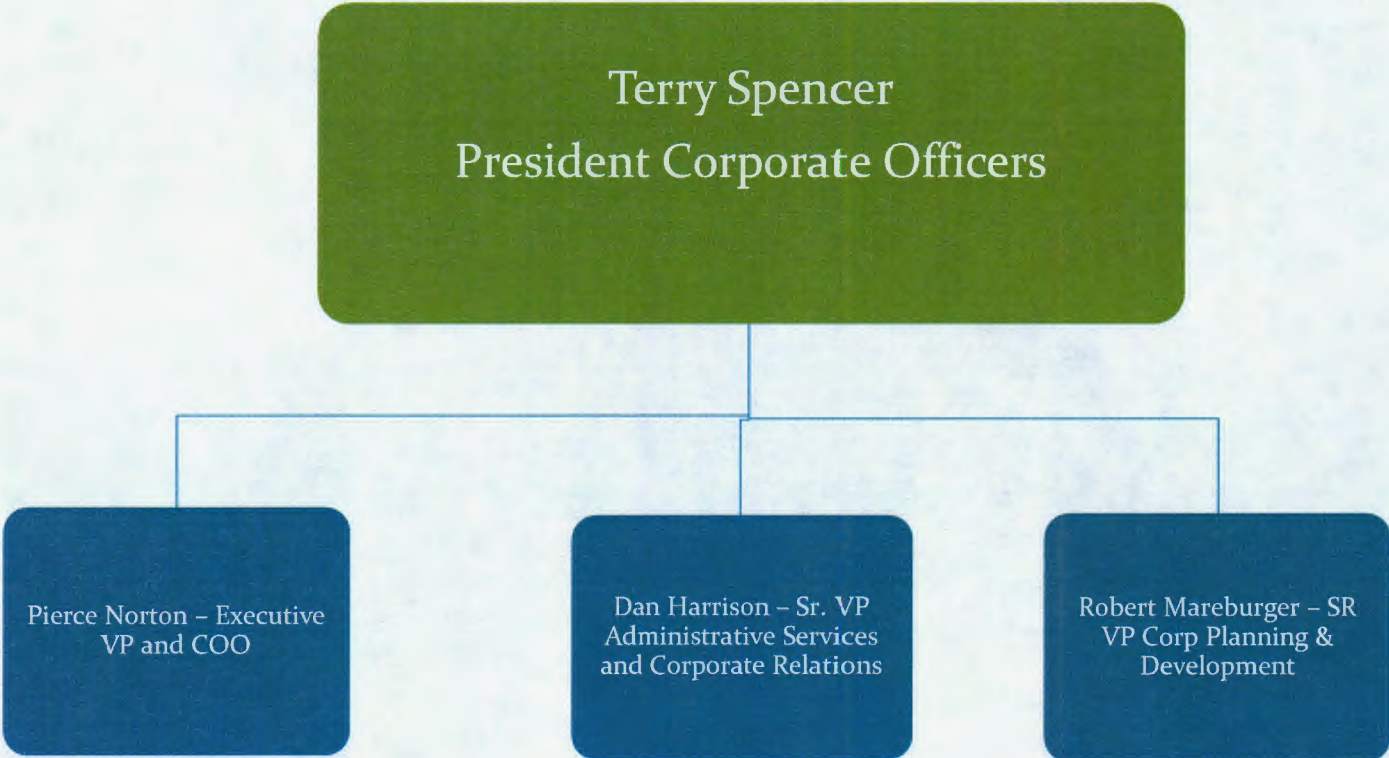 Terry Spencer
President Corporate Officers
Pierce Norton – Executive
VP and COO
Dan Harrison – Sr. VP
Administrative Services
and Corporate Relations
Robert Mareburger – SR
VP Corp Planning &
Development